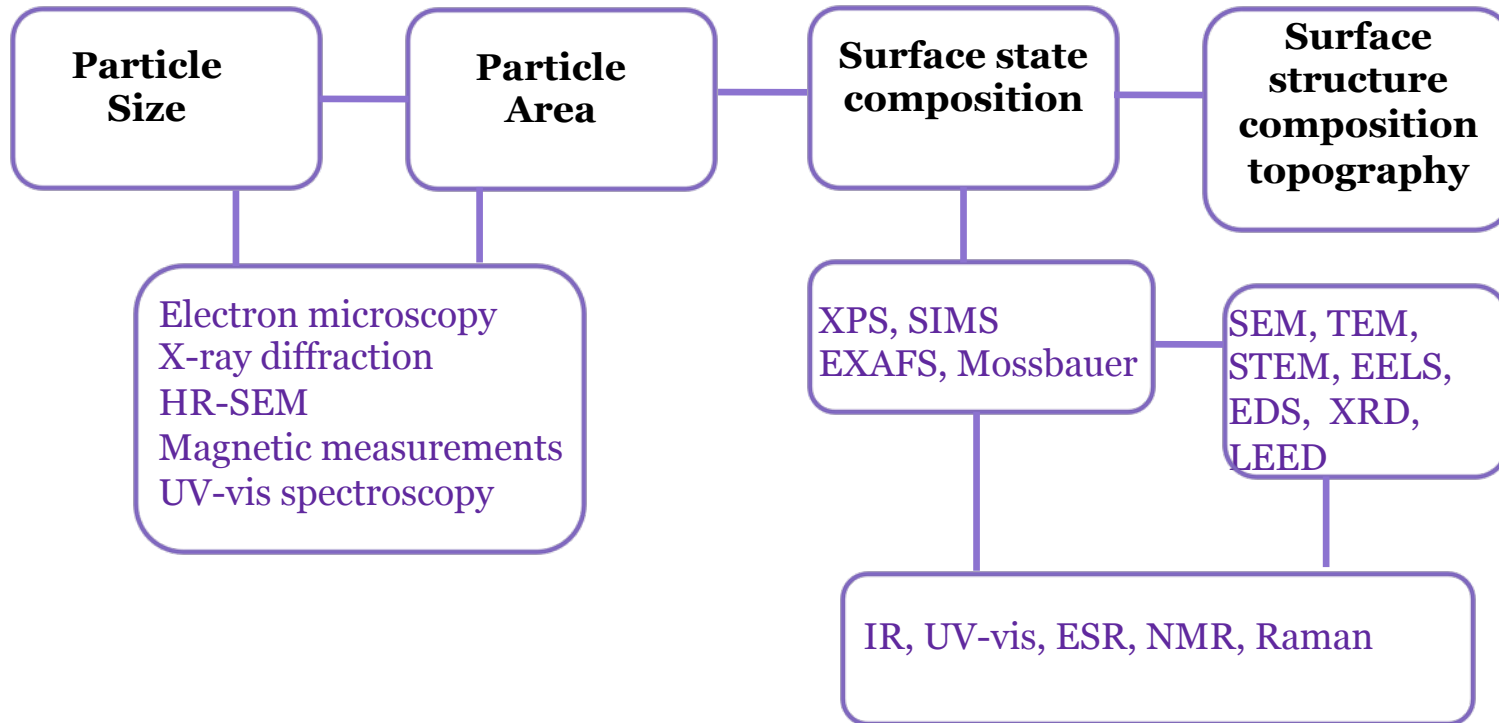 Particle
Size
Particle
Area
Surface state
composition
Surface
structure
composition
topography
Electron microscopy
X-ray diffraction
HR-SEM
Magnetic measurements
UV-vis spectroscopy
XPS, SIMS
EXAFS, Mossbauer
SEM, TEM,
STEM, EELS,
EDS, XRD,
LEED
IR, UV-vis, ESR, NMR, Raman